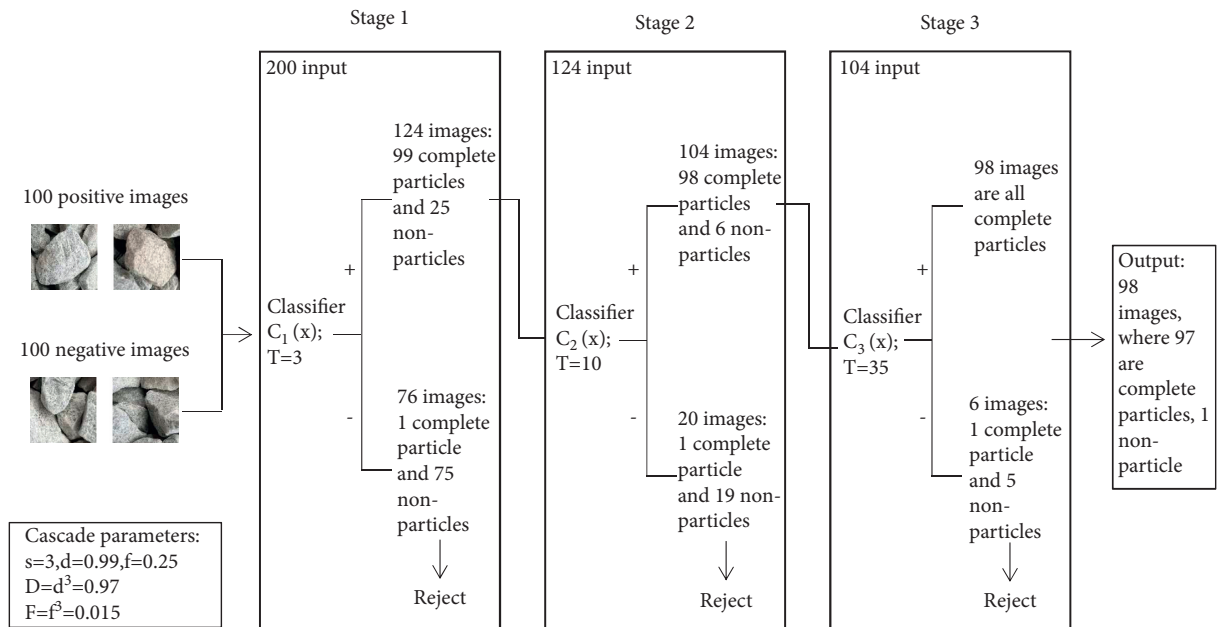 Stage 1
Stage 2
Stage 3
100 positive images
100 negative images
Cascade parameters:
s=3,d=0.99,f=0.25
D=d³=0.97
F=f³=0.015
200 input
Classifier
C₁(x);
T=3
+
-
124 images:
99 complete
particles
and 25
non-
particles
76 images:
1 complete
particle
and 75
non-
particles
Reject
124 input
Classifier
C₂(x);
T=10
+
-
104 images:
98 complete
particles
and 6 non-
particles
20 images:
1 complete
particle
and 19 non-
particles
Reject
104 input
Classifier
C₃(x);
T=35
+
-
98 images
are all
complete
particles
6 images:
1 complete
particle
and 5
non-
particles
Reject
Output:
98
images,
where 97
are
complete
particles, 1
non-
particle